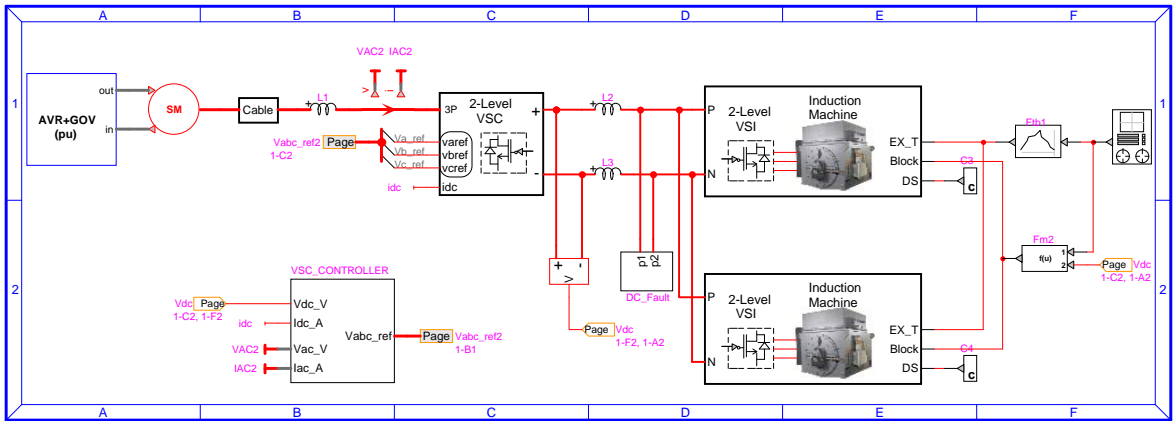 A B C D E F
1
AVR+GOV
(pu)
out
in
SM
Cable
+
L1
VAC2 IAC2
V
i
Vabc_ref2
Page
1-C2
Va_ref
Vb_ref
Vc_ref
idc
3P
2-Level
VSC
varef
vbref
vcref
idc
+
-
+
L2
+
L3
P
N
2-Level
VSI
Induction
Machine
EX_T
Block
DS
C3
c
Fth1
1
Fm2
f(u)
1
2
Page
Vdc
1-C2, 1-A2
2
VSC_CONTROLLER
Vdc
Page
1-C2, 1-F2
idc
VAC2
IAC2
Vdc_V
Idc_A
Vac_V
Iac_A
Vabc_ref
Page
Vabc_ref2
1-B1
+ -
V
Page
Vdc
1-F2, 1-A2
p1
p2
DC_Fault
P
N
2-Level
VSI
Induction
Machine
EX_T
Block
DS
C4
c
2
A B C D E F